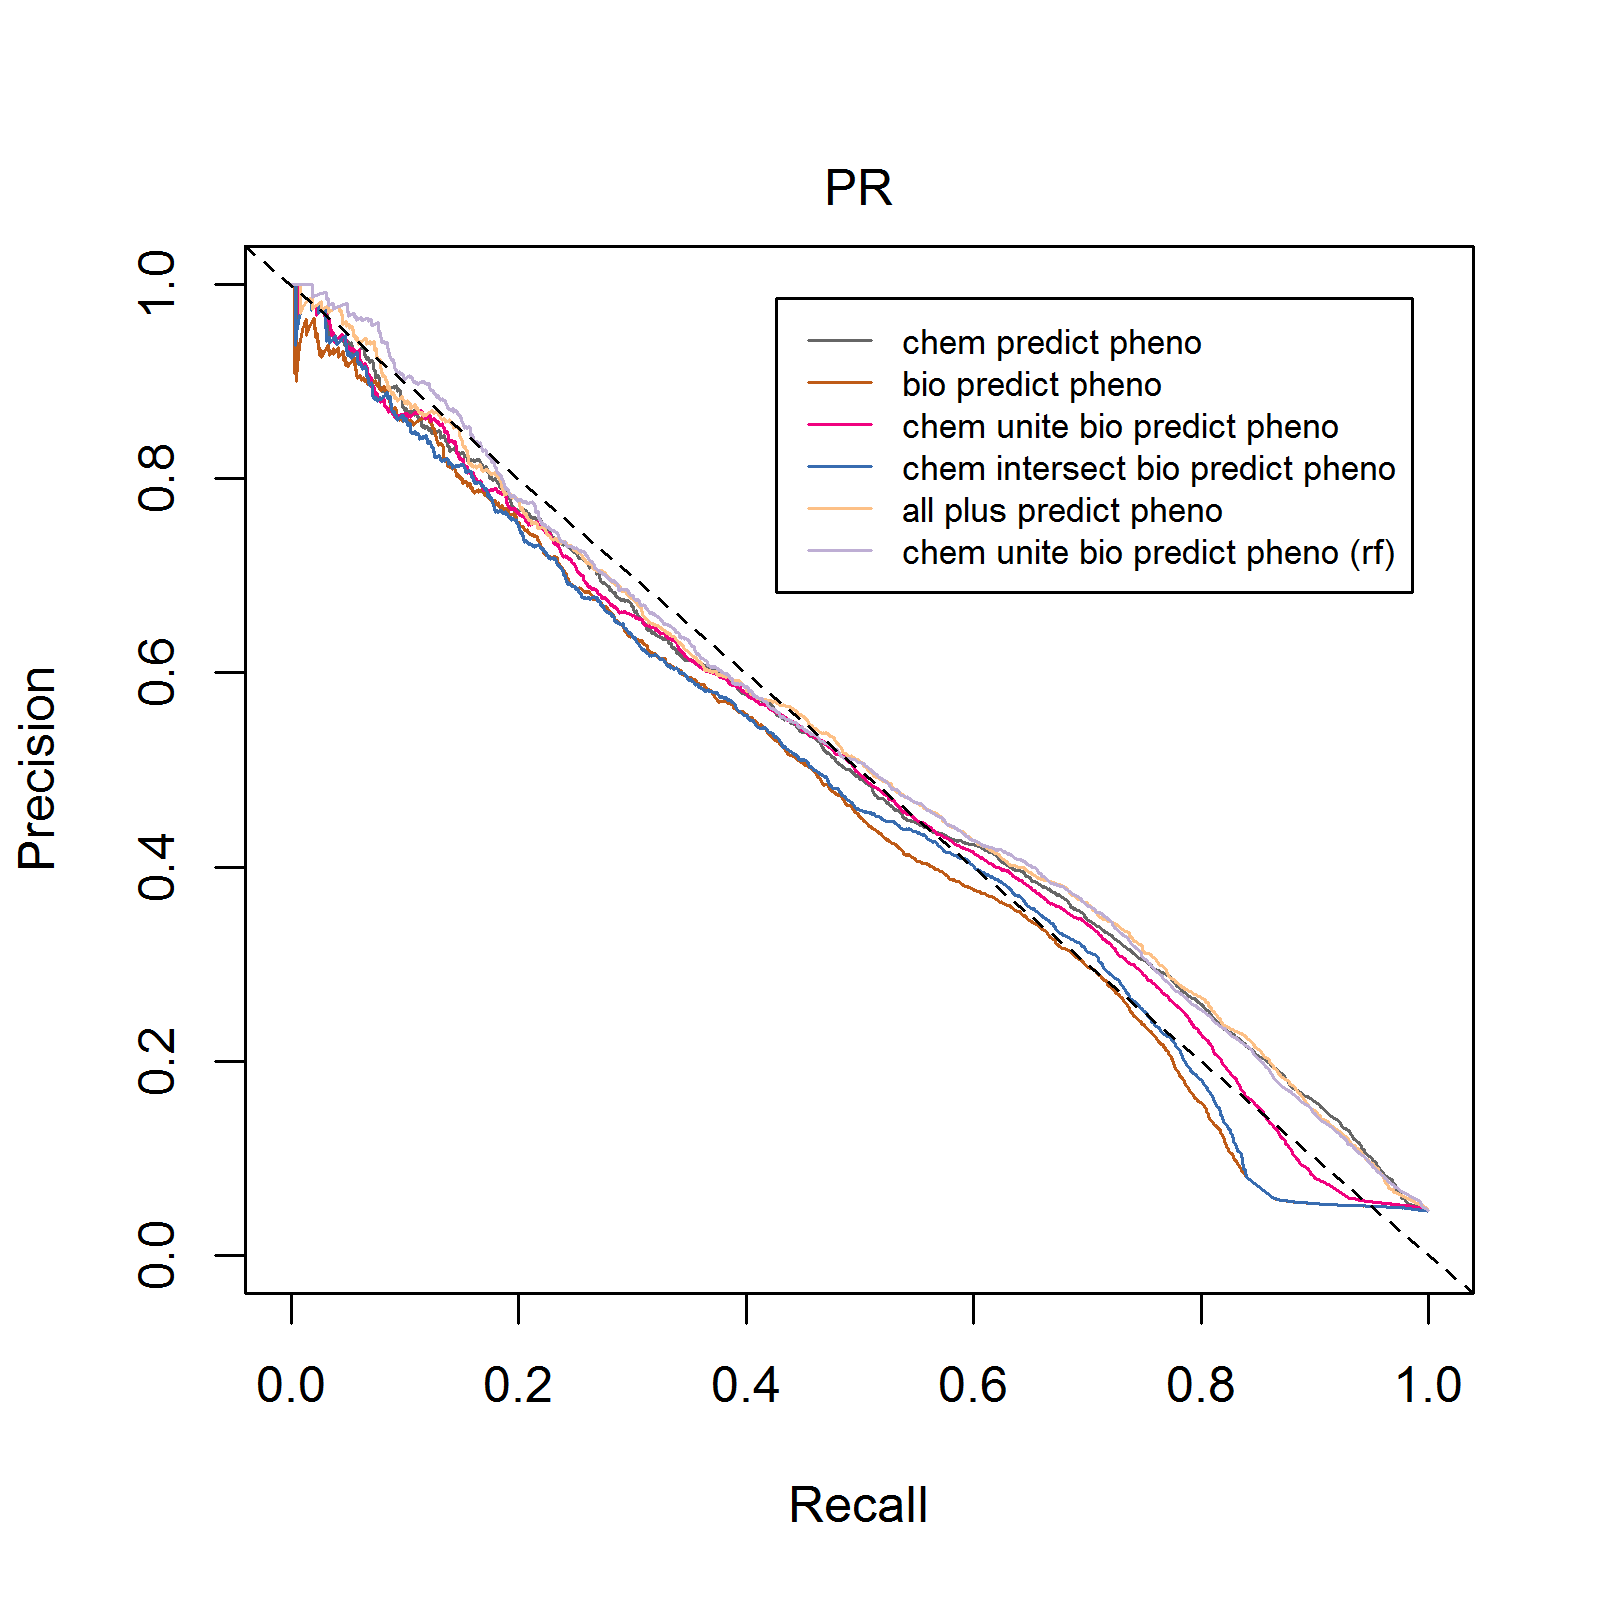 PR
Precision
1.0
0.8
0.6
0.4
0.2
0.0
chem predict pheno
bio predict pheno
chem unite bio predict pheno
chem intersect bio predict pheno
all plus predict pheno
chem unite bio predict pheno (rf)
0.0 0.2 0.4 0.6 0.8 1.0
Recall